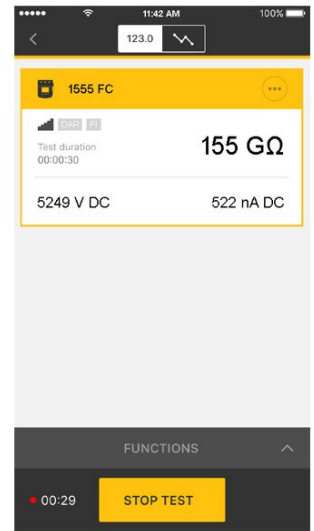 11:42 AM 100%
123.0
1555 FC
DAR PI
Test duration
00:00:30
155 GΩ
5249 V DC 522 nA DC
FUNCTIONS
00:29 STOP TEST